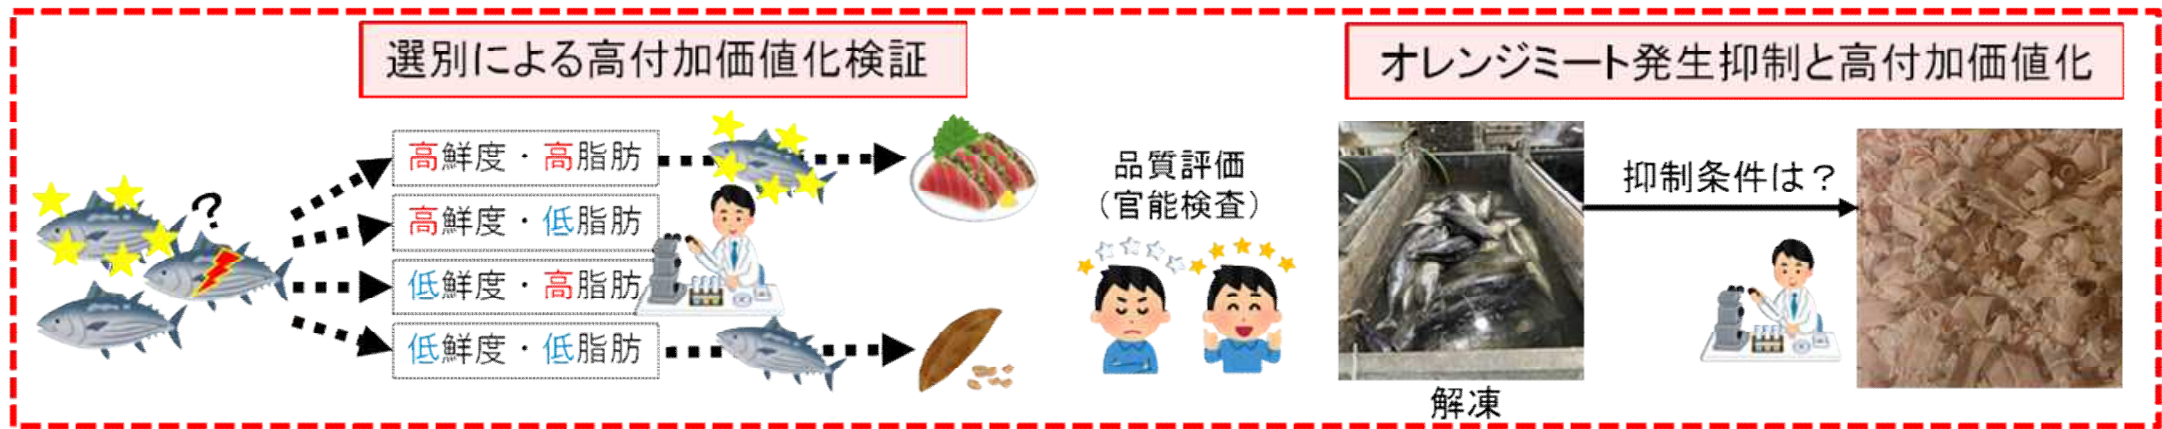 選別による高付加価値化検証
?
高鮮度・高脂肪
高鮮度・低脂肪
低鮮度・高脂肪
低鮮度・低脂肪
品質評価
（官能検査）
オレンジミート発生抑制と高付加価値化
抑制条件は？
解凍